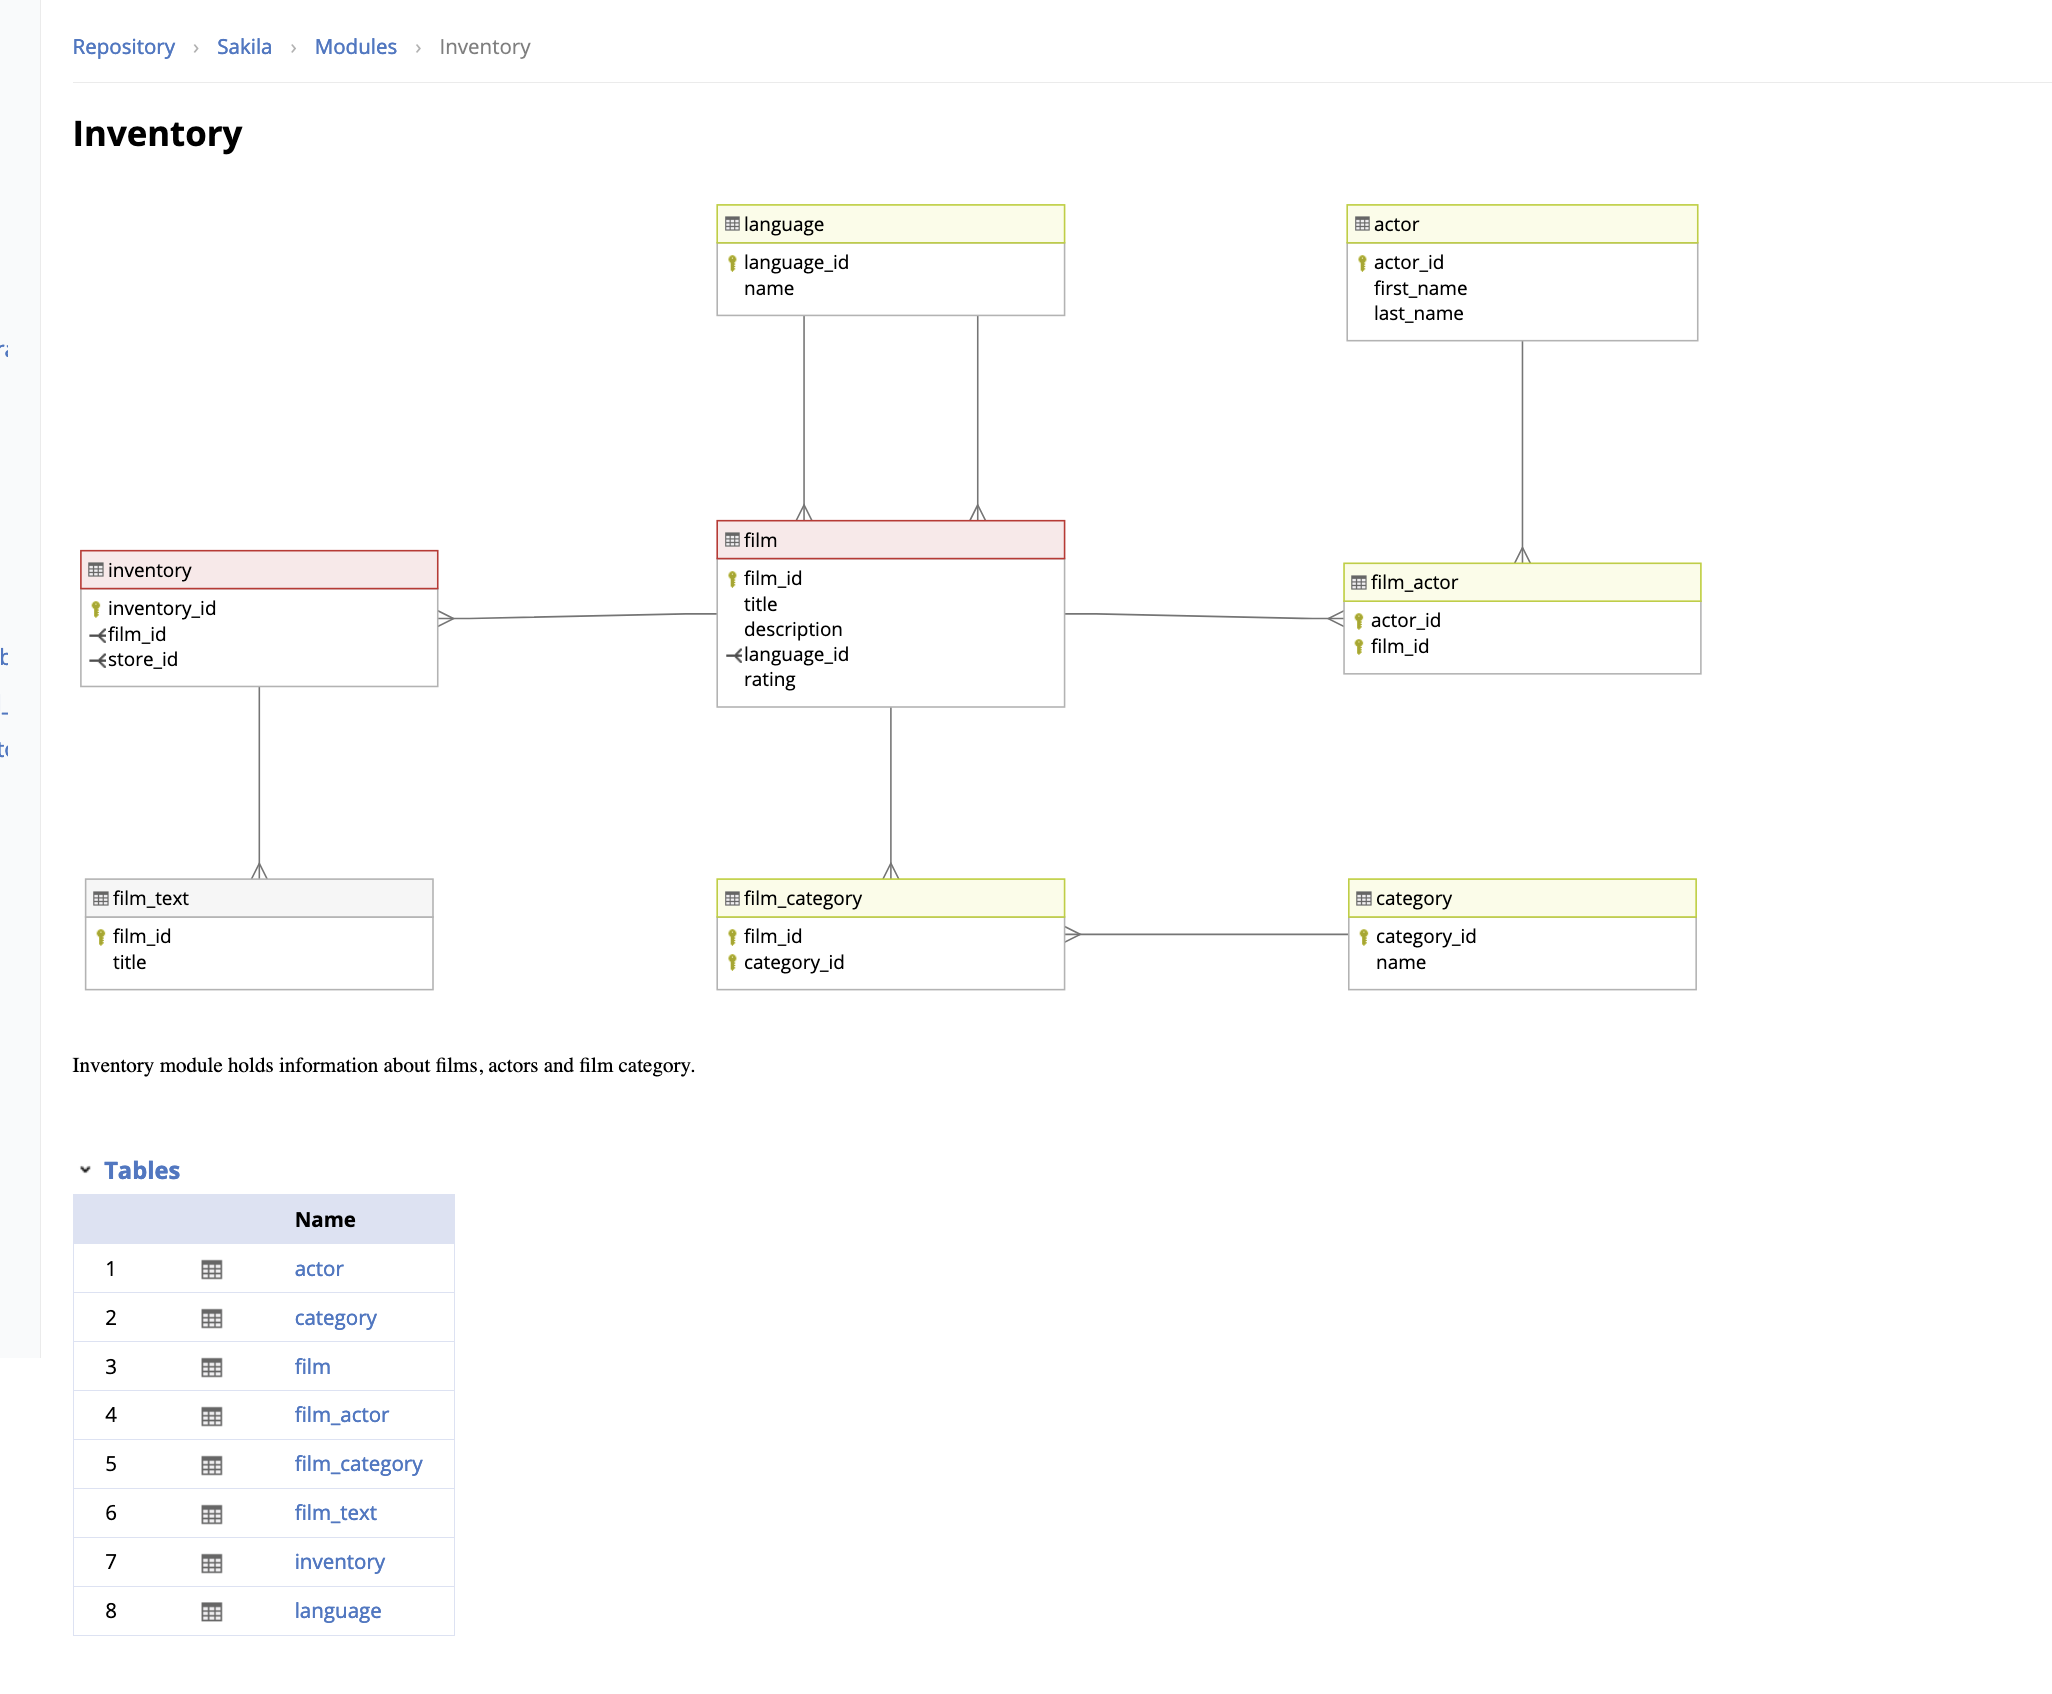 Repository › Sakila › Modules › Inventory
Inventory
language
language_id
name
actor
actor_id
first_name
last_name
inventory
inventory_id
film_id
store_id
film
film_id
title
description
language_id
rating
film_actor
actor_id
film_id
film_text
film_id
title
film_category
film_id
category_id
category
category_id
name
Inventory module holds information about films, actors and film category.
Tables
Name
1 actor
2 category
3 film
4 film_actor
5 film_category
6 film_text
7 inventory
8 language